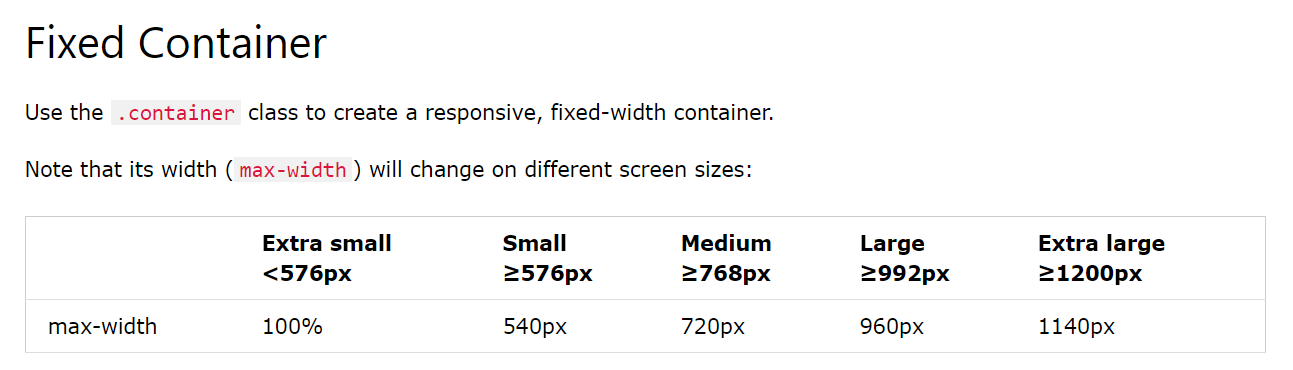 Fixed Container
Use the .container class to create a responsive, fixed-width container.
Note that its width (max-width) will change on different screen sizes:
Extra small Small Medium Large Extra large
<576px ≥576px ≥768px ≥992px ≥1200px
max-width 100% 540px 720px 960px 1140px